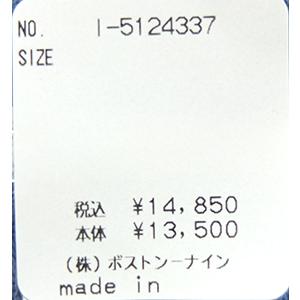 NO. I-5124337
SIZE
税込 ¥14,850
本体 ¥13,500
(株)ボストンーナイン
made in